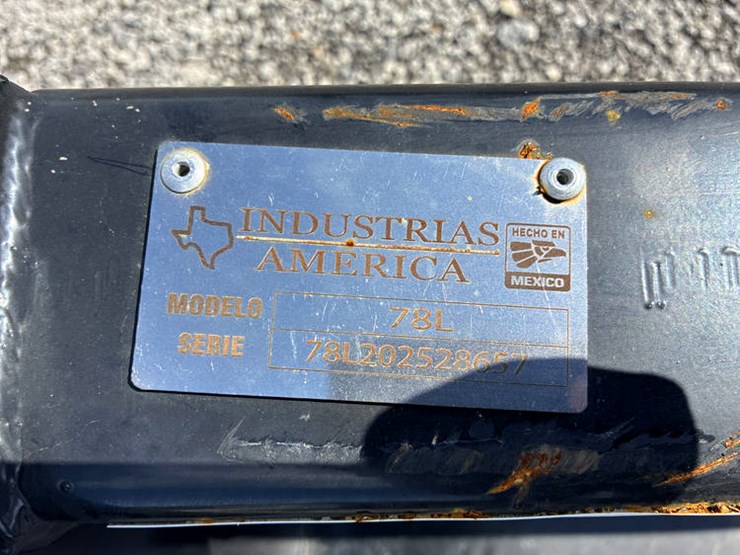 INDUSTRIAS
AMERICA
HECHO EN
MEXICO
MODELO 78L
SERIE 78L202528657